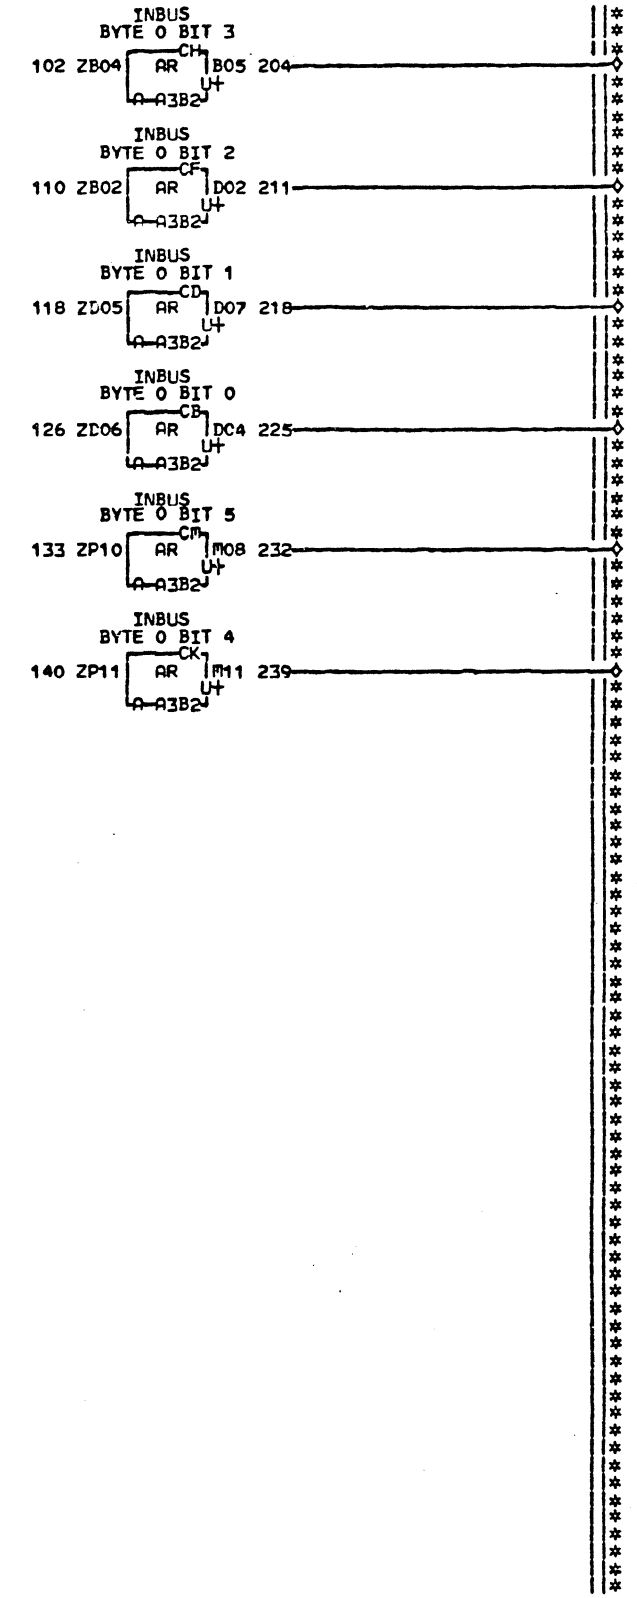 INBUS
BYTE 0 BIT 3
CH
102 ZB04 AR B05 204
U+
A A3B2
INBUS
BYTE 0 BIT 2
CF
110 ZB02 AR D02 211
U+
A A3B2
INBUS
BYTE 0 BIT 1
CD
118 ZD05 AR D07 218
U+
A A3B2
INBUS
BYTE 0 BIT 0
CB
126 ZD06 AR D04 225
U+
A A3B2
INBUS
BYTE 0 BIT 5
CM
133 ZP10 AR M08 232
U+
A A3B2
INBUS
BYTE 0 BIT 4
CK
140 ZP11 AR M11 239
U+
A A3B2